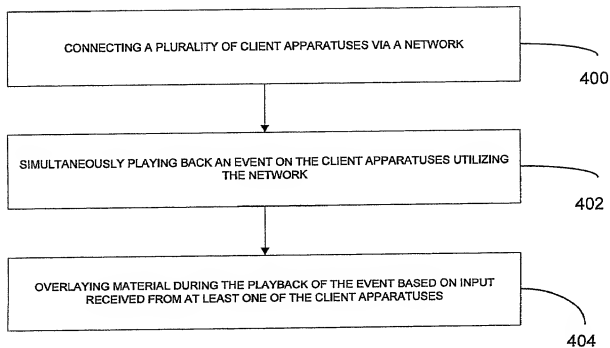 CONNECTING A PLURALITY OF CLIENT APPARATUSES VIA A NETWORK
400
SIMULTANEOUSLY PLAYING BACK AN EVENT ON THE CLIENT APPARATUSES UTILIZING
THE NETWORK
402
OVERLAYING MATERIAL DURING THE PLAYBACK OF THE EVENT BASED ON INPUT
RECEIVED FROM AT LEAST ONE OF THE CLIENT APPARATUSES
404